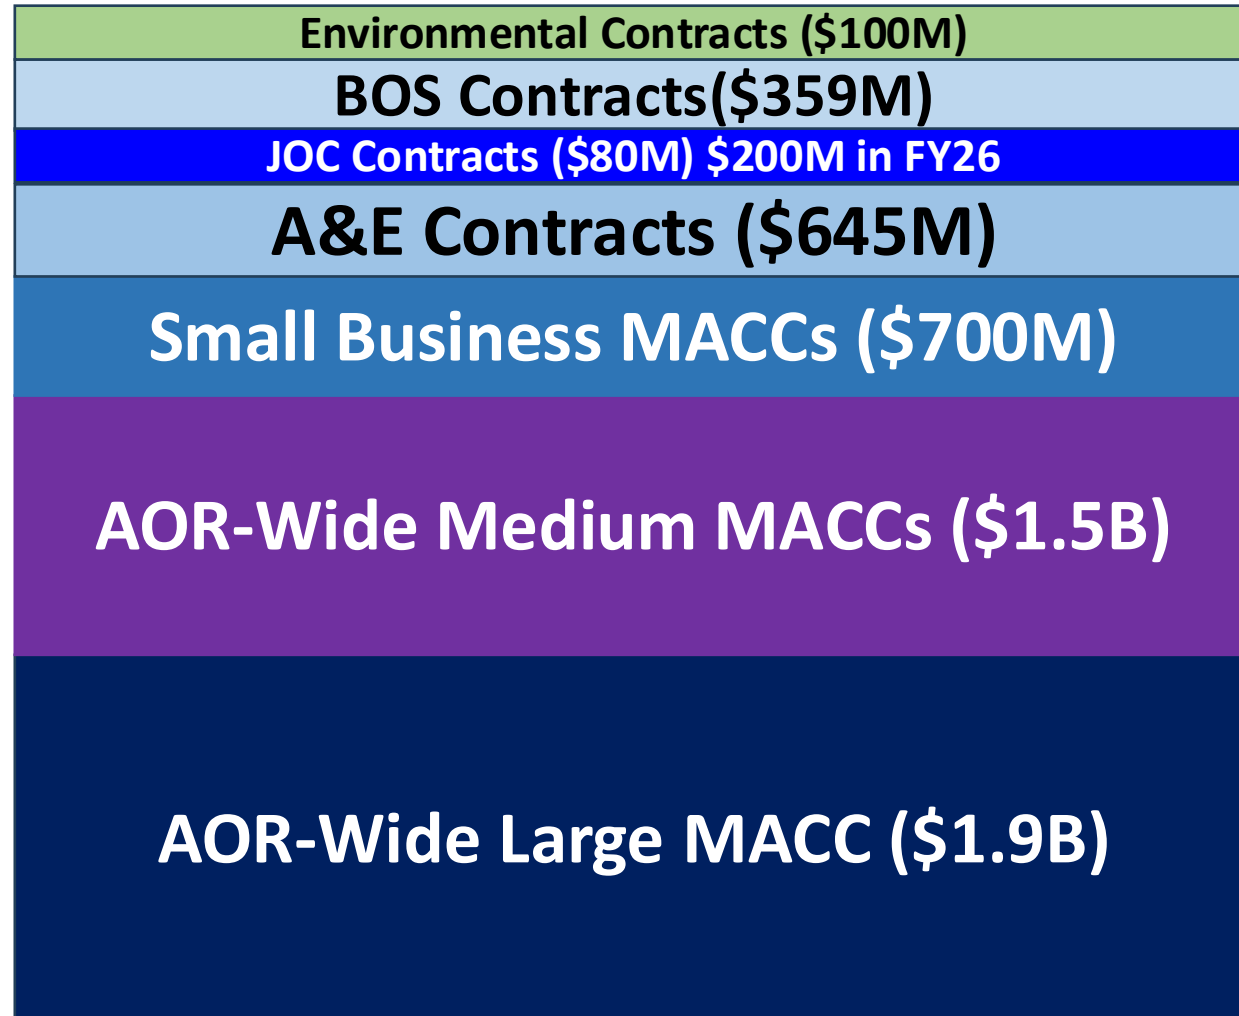 Environmental Contracts ($100M)
BOS Contracts($359M)
JOC Contracts ($80M) $200M in FY26
A&E Contracts ($645M)
Small Business MACCs ($700M)
AOR-Wide Medium MACCs ($1.5B)
AOR-Wide Large MACC ($1.9B)